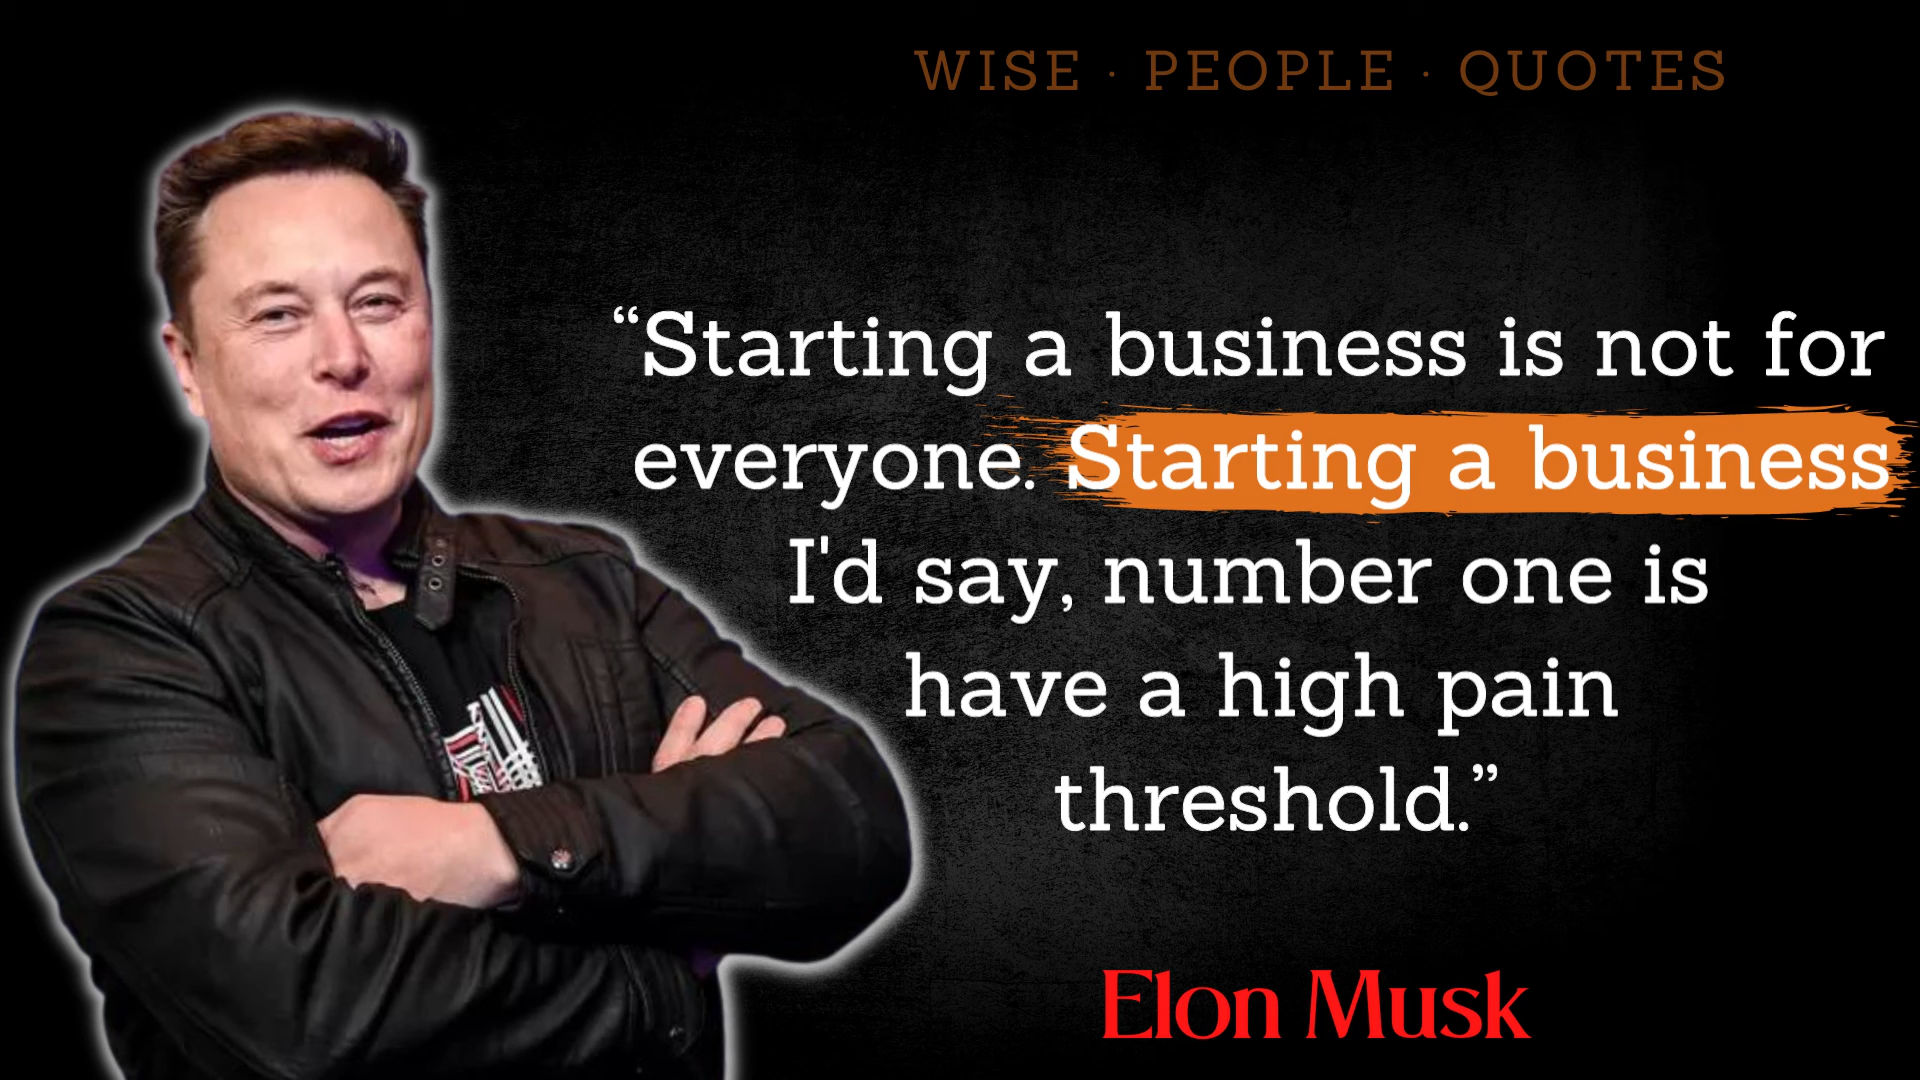 WISE · PEOPLE · QUOTES
“Starting a business is not for
everyone. Starting a business
I'd say, number one is
have a high pain
threshold.”
Elon Musk